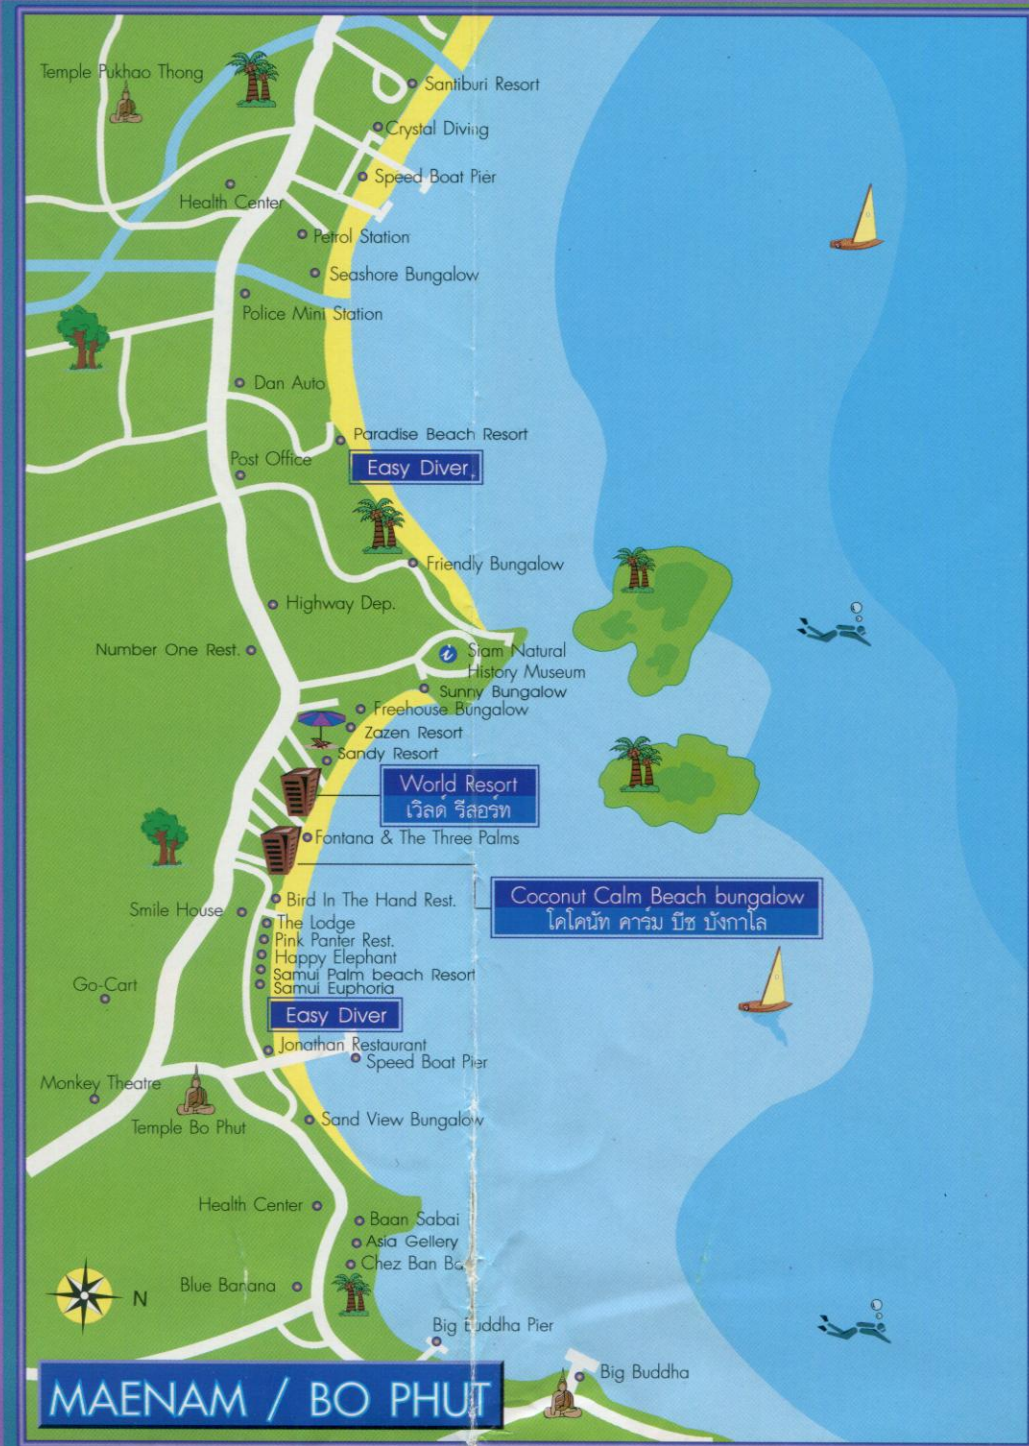 Temple Pukhao Thong
Santiburi Resort
Crystal Diving
Speed Boat Pier
Health Center
Petrol Station
Seashore Bungalow
Police Mini Station
Dan Auto
Paradise Beach Resort
Post Office
Easy Diver
Friendly Bungalow
Highway Dep.
Number One Rest.
i
Siam Natural
History Museum
Sunny Bungalow
Freehouse Bungalow
Zazen Resort
Sandy Resort
World Resort
เวิลด์ รีสอร์ท
Fontana & The Three Palms
Coconut Calm Beach bungalow
โคโคนัท คาร์ม บีช บังกาโล
Bird In The Hand Rest.
Smile House
The Lodge
Pink Panter Rest.
Happy Elephant
Samui Palm beach Resort
Samui Euphoria
Go-Cart
Easy Diver
Jonathan Restaurant
Speed Boat Pier
Monkey Theatre
Temple Bo Phut
Sand View Bungalow
Health Center
Baan Sabai
Asia Gellery
Chez Ban Ba
Blue Banana
N
Big Buddha Pier
Big Buddha
MAENAM / BO PHUT